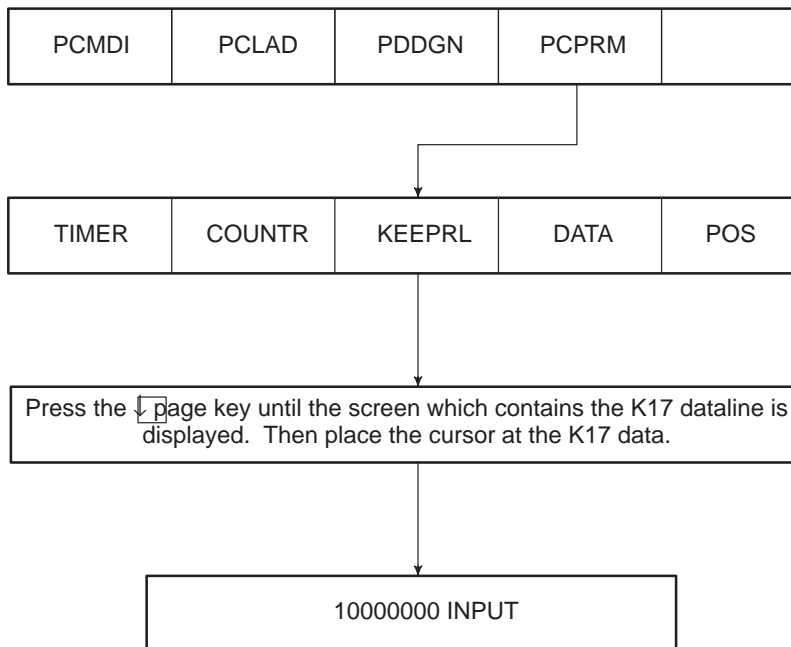 PCMDI PCLAD PDDGN PCPRM
TIMER COUNTR KEEPRL DATA POS
Press the ↓ page key until the screen which contains the K17 dataline is
displayed. Then place the cursor at the K17 data.
10000000 INPUT